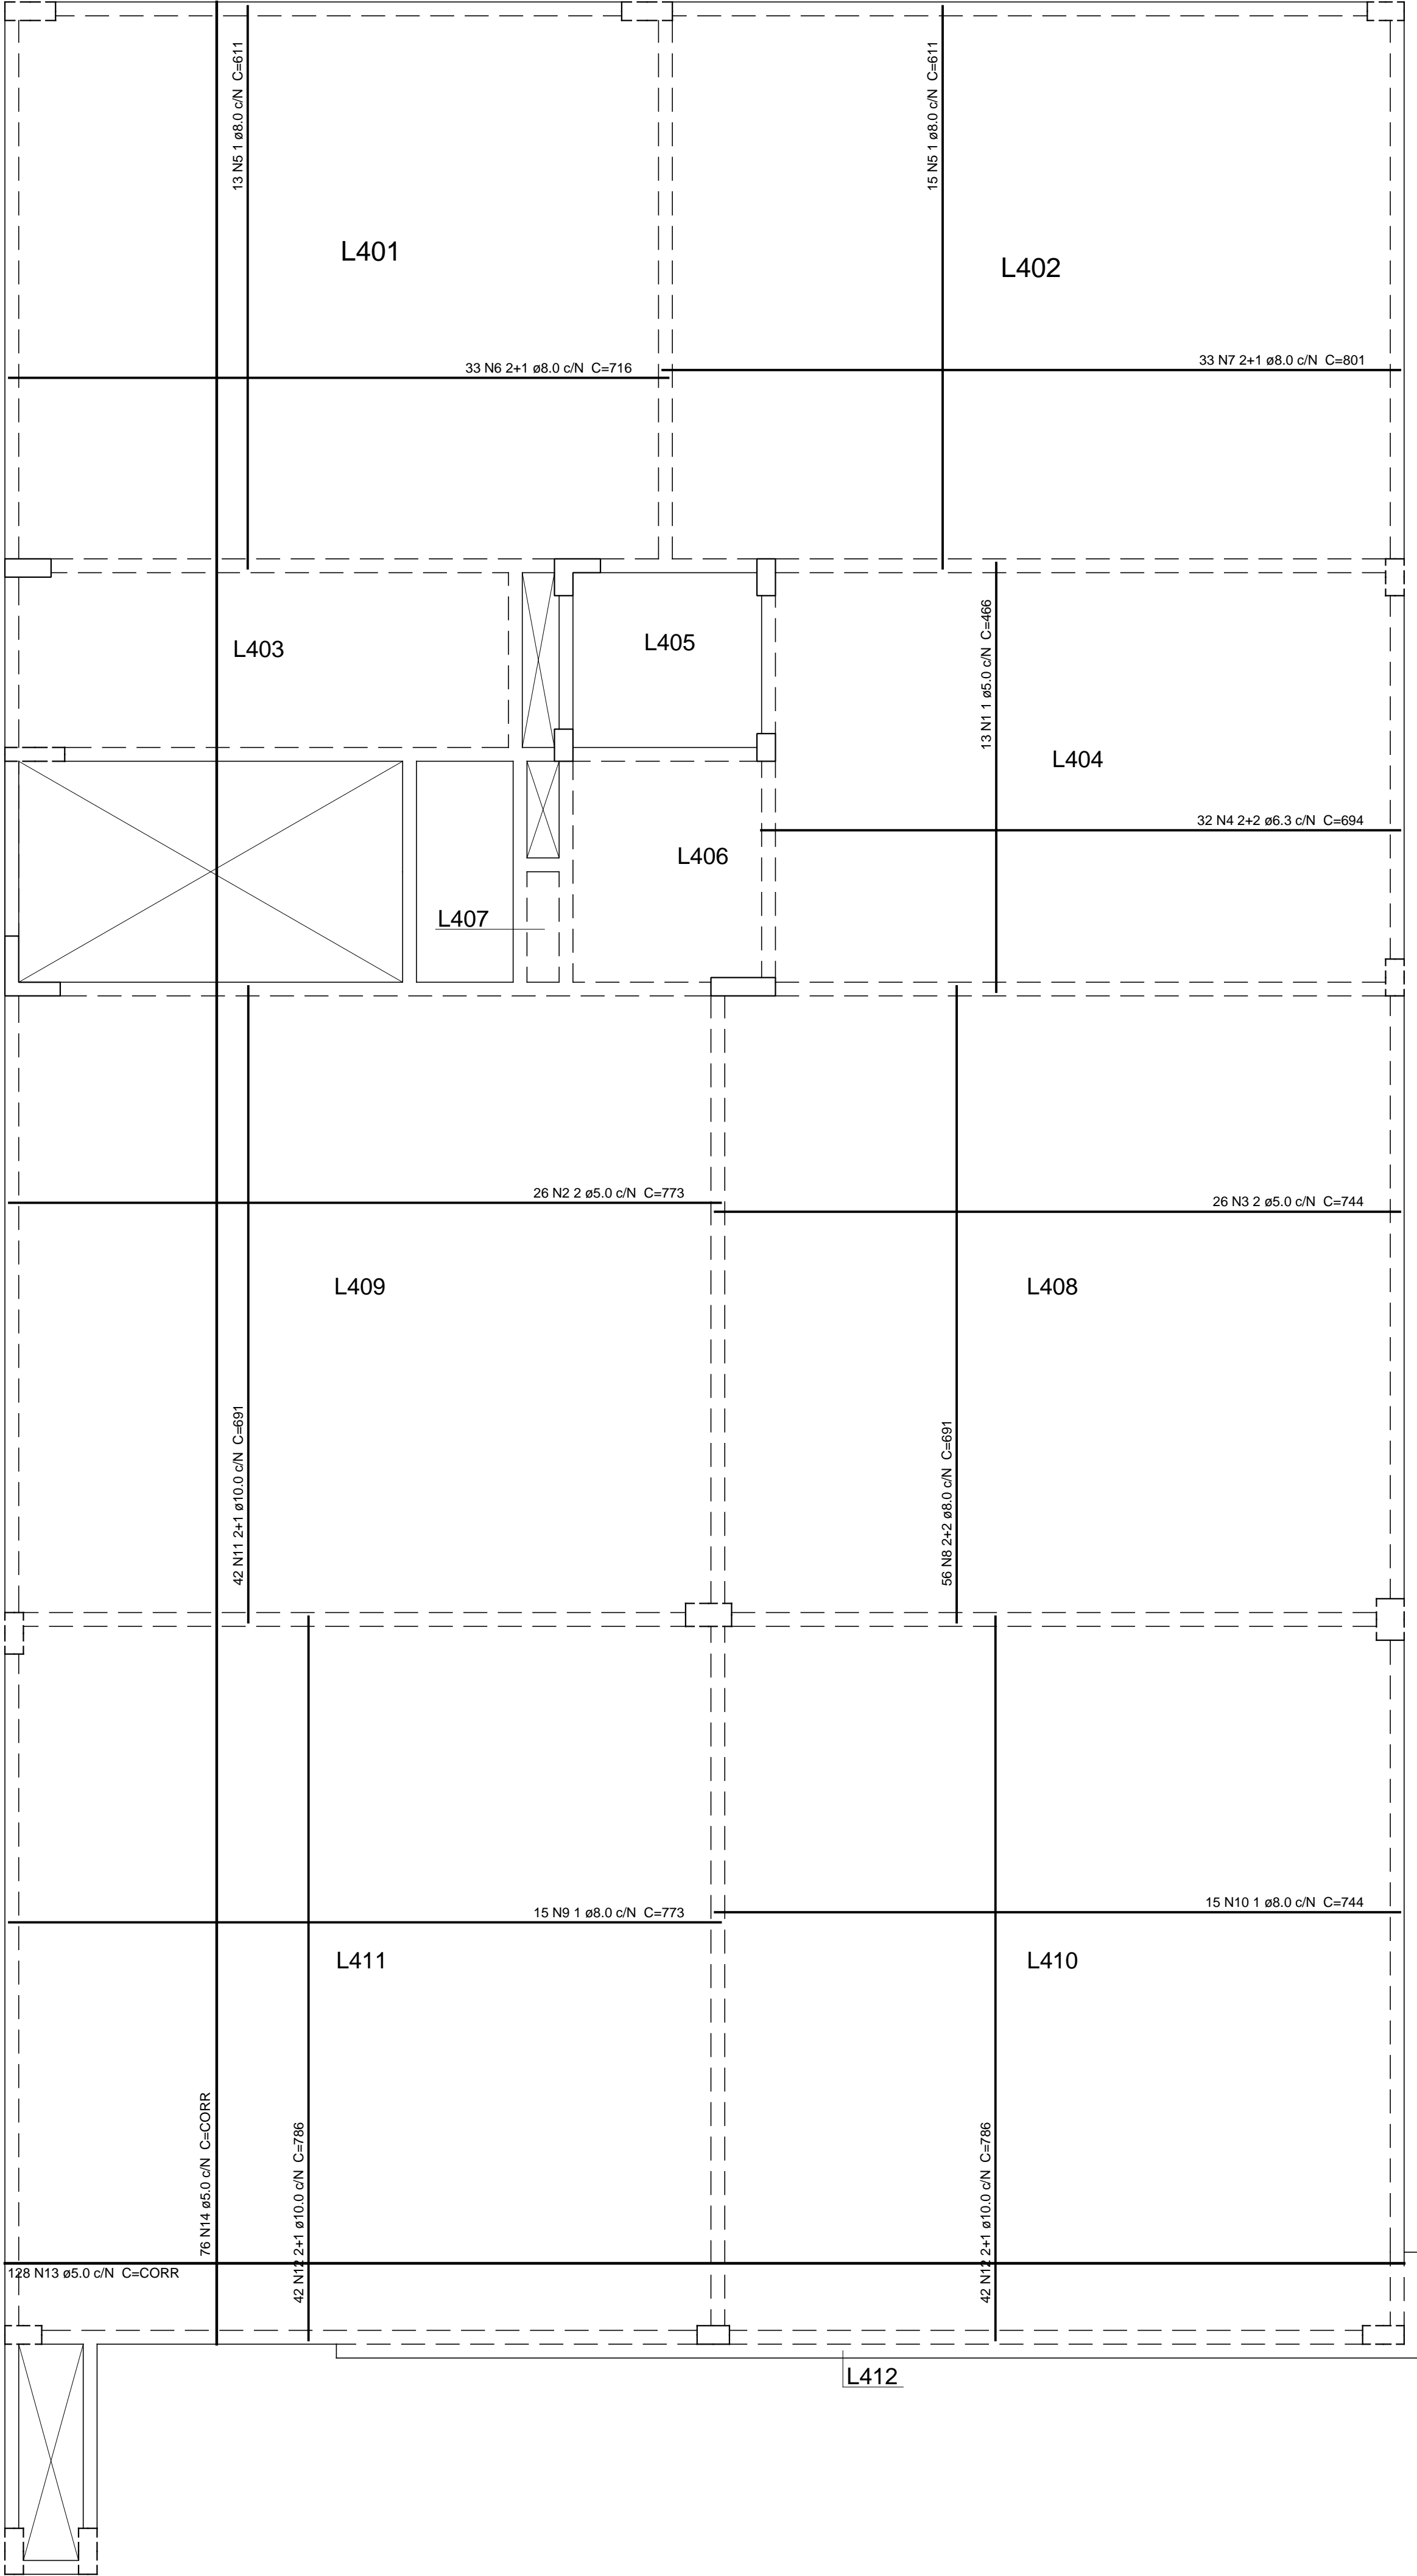 13 N5 1 ø8.0 c/N C=611
15 N5 1 ø8.0 c/N C=611
L401
L402
33 N6 2+1 ø8.0 c/N C=716
33 N7 2+1 ø8.0 c/N C=801
L403
L405
13 N1 1 ø5.0 c/N C=466
L404
32 N4 2+2 ø6.3 c/N C=694
L406
L407
26 N2 2 ø5.0 c/N C=773
26 N3 2 ø5.0 c/N C=744
L409
L408
42 N11 2+1 ø10.0 c/N C=691
56 N8 2+2 ø8.0 c/N C=691
15 N9 1 ø8.0 c/N C=773
15 N10 1 ø8.0 c/N C=744
L411
L410
76 N14 ø5.0 c/N C=CORR
42 N12 2+1 ø10.0 c/N C=786
42 N12 2+1 ø10.0 c/N C=786
128 N13 ø5.0 c/N C=CORR
L412